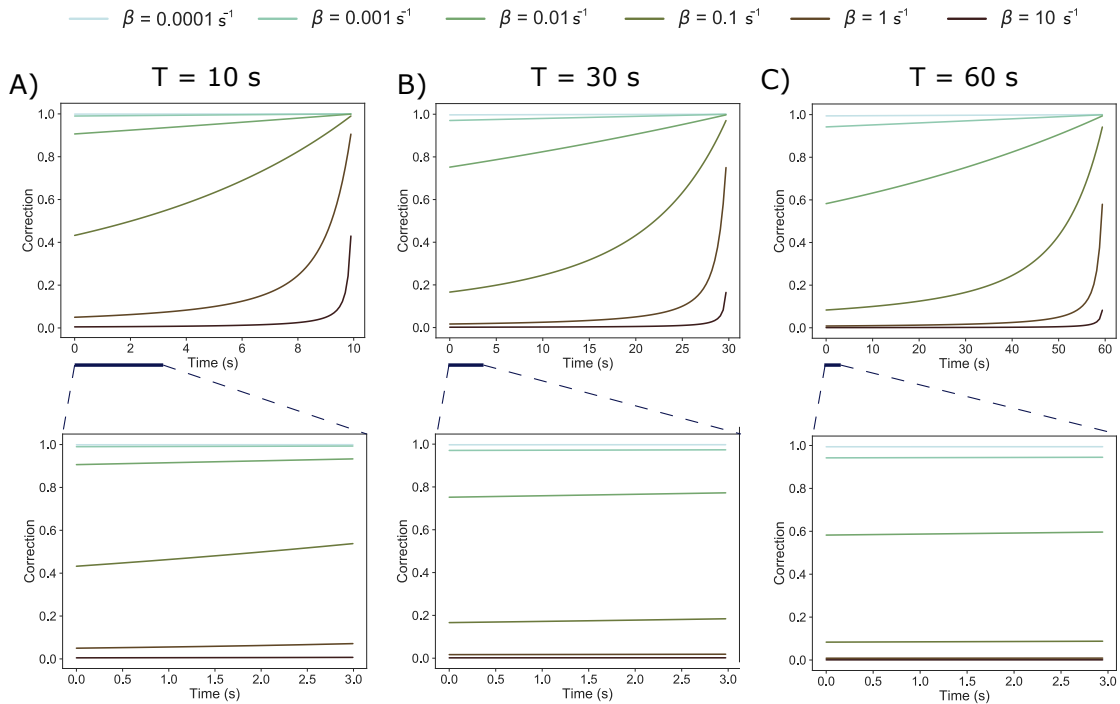 β = 0.0001 s⁻¹ β = 0.001 s⁻¹ β = 0.01 s⁻¹ β = 0.1 s⁻¹ β = 1 s⁻¹ β = 10 s⁻¹
A) T = 10 s
Correction
1.0
0.8
0.6
0.4
0.2
0.0
0 2 4 6 8 10
Time (s)
B) T = 30 s
Correction
1.0
0.8
0.6
0.4
0.2
0.0
0 5 10 15 20 25 30
Time (s)
C) T = 60 s
Correction
1.0
0.8
0.6
0.4
0.2
0.0
0 10 20 30 40 50 60
Time (s)
Correction
1.0
0.8
0.6
0.4
0.2
0.0
0.0 0.5 1.0 1.5 2.0 2.5 3.0
Time (s)
Correction
1.0
0.8
0.6
0.4
0.2
0.0
0.0 0.5 1.0 1.5 2.0 2.5 3.0
Time (s)
Correction
1.0
0.8
0.6
0.4
0.2
0.0
0.0 0.5 1.0 1.5 2.0 2.5 3.0
Time (s)